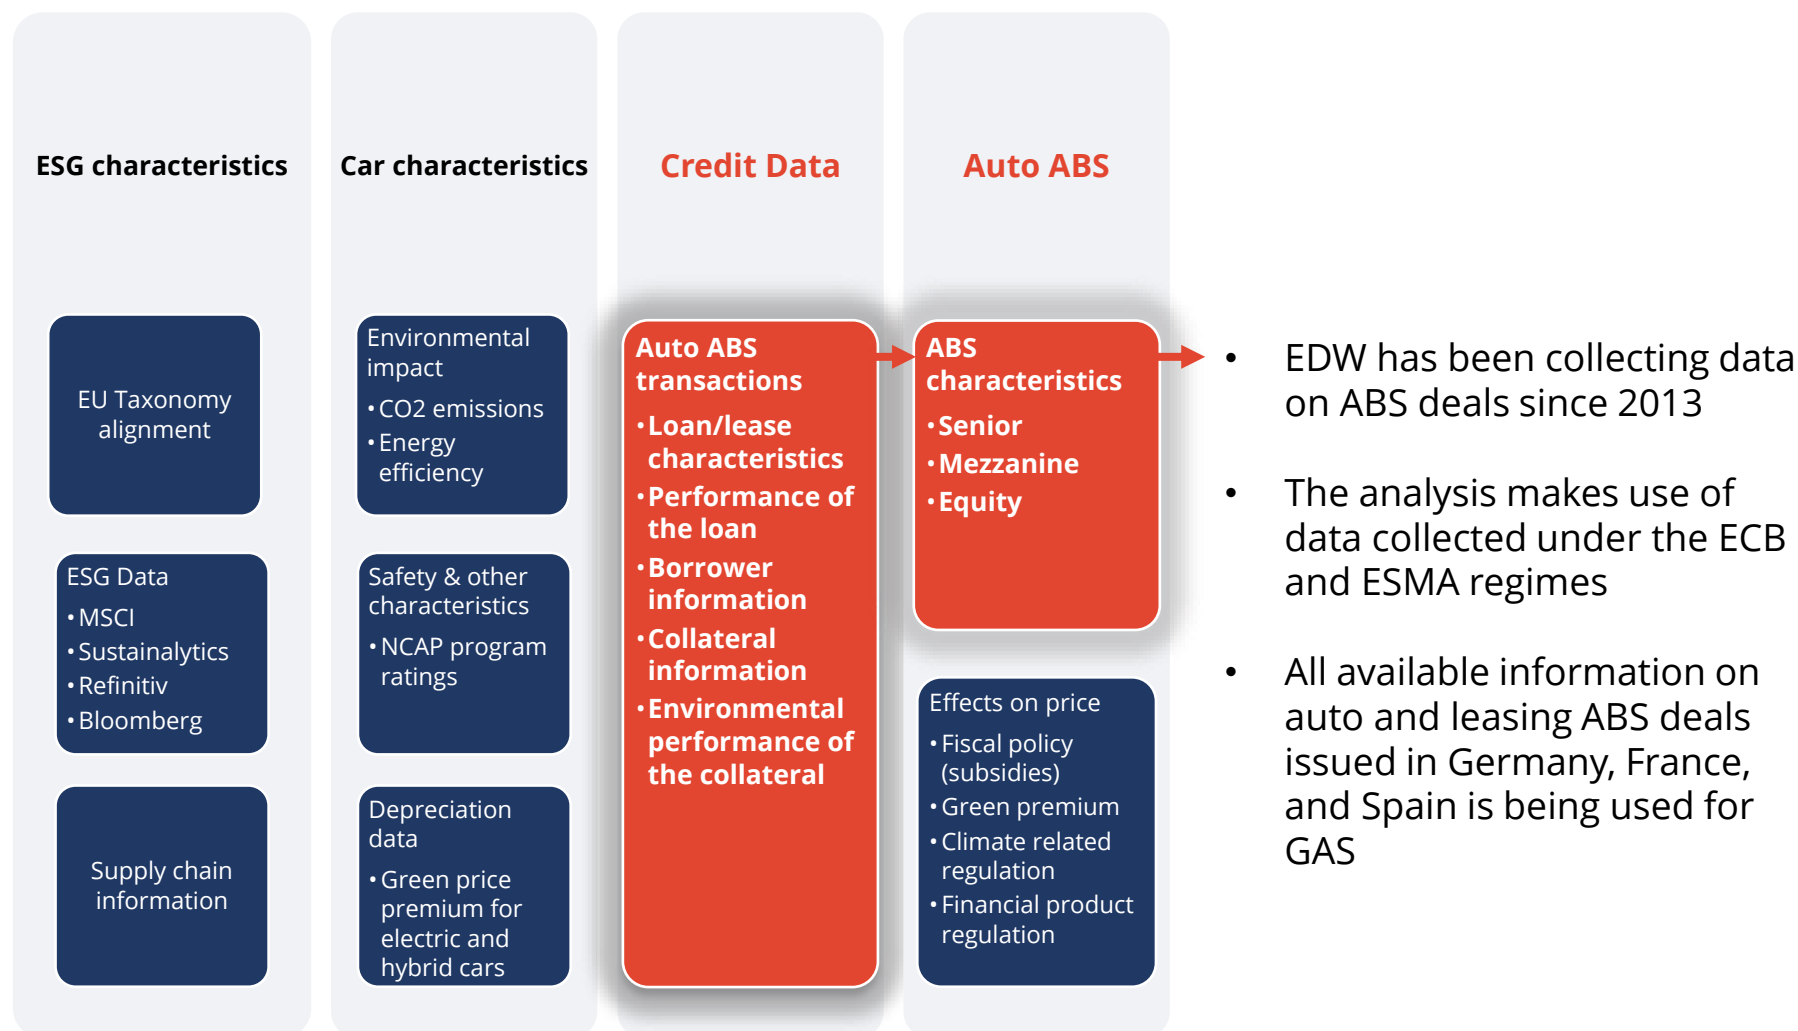 ESG characteristics
EU Taxonomy
alignment
ESG Data
• MSCI
• Sustainalytics
• Refinitiv
• Bloomberg
Supply chain
information
Car characteristics
Environmental
impact
• CO2 emissions
• Energy
efficiency
Safety & other
characteristics
• NCAP program
ratings
Depreciation
data
• Green price
premium for
electric and
hybrid cars
Credit Data
Auto ABS
transactions
• Loan/lease
characteristics
• Performance of
the loan
• Borrower
information
• Collateral
information
• Environmental
performance of
the collateral
Auto ABS
ABS
characteristics
• Senior
• Mezzanine
• Equity
Effects on price
• Fiscal policy
(subsidies)
• Green premium
• Climate related
regulation
• Financial product
regulation
• EDW has been collecting data
on ABS deals since 2013
• The analysis makes use of
data collected under the ECB
and ESMA regimes
• All available information on
auto and leasing ABS deals
issued in Germany, France,
and Spain is being used for
GAS